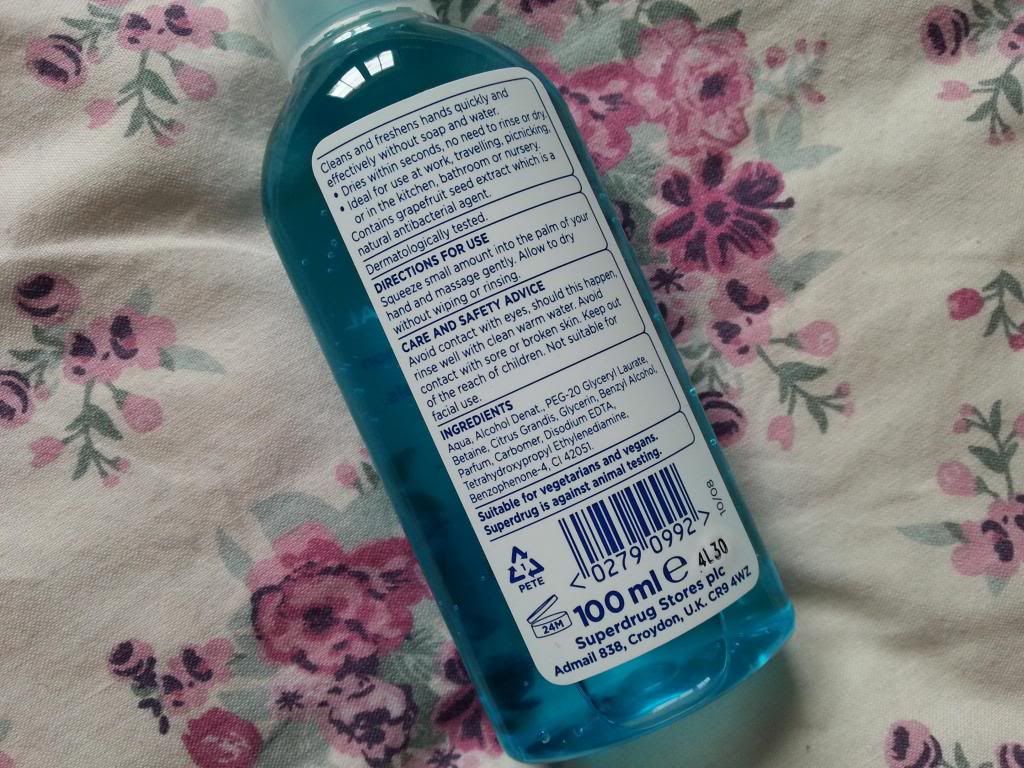 Cleans and freshens hands quickly and
effectively without soap and water.
• Dries within seconds, no need to rinse or dry.
• Ideal for use at work, travelling, picnicking,
or in the kitchen, bathroom or nursery.
Contains grapefruit seed extract which is a
natural antibacterial agent.
Dermatologically tested.
DIRECTIONS FOR USE
Squeeze small amount into the palm of your
hand and massage gently. Allow to dry
without wiping or rinsing.
CARE AND SAFETY ADVICE
Avoid contact with eyes, should this happen,
rinse well with clean warm water. Avoid
contact with sore or broken skin. Keep out
of the reach of children. Not suitable for
facial use.
INGREDIENTS
Aqua, Alcohol Denat., PEG-20 Glyceryl Laurate,
Betaine, Citrus Grandis, Glycerin, Benzyl Alcohol,
Parfum, Carbomer, Disodium EDTA,
Tetrahydroxypropyl Ethylenediamine,
Benzophenone-4, CI 42051.
Suitable for vegetarians and vegans.
Superdrug is against animal testing.
10/08
< 0279 0992 >
1
PETE
4L30
24M
100 ml e
Superdrug Stores plc
Admail 838, Croydon, U.K. CR9 4WZ